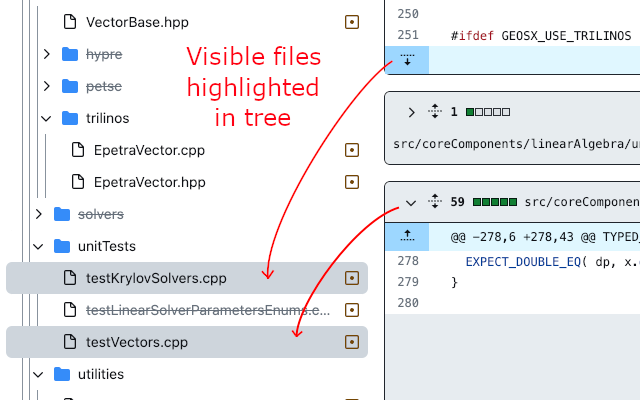 VectorBase.hpp
hypre
petsc
trilinos
EpetraVector.cpp
EpetraVector.hpp
solvers
unitTests
testKrylovSolvers.cpp
testLinearSolverParametersEnums.c...
testVectors.cpp
utilities
Visible files
highlighted
in tree
250
251 #ifdef GEOSX_USE_TRILINOS
1
src/coreComponents/linearAlgebra/u
59 src/coreComponen
@@ -278,6 +278,43 @@ TYPED_
278 EXPECT_DOUBLE_EQ( dp, x.
279 }
280